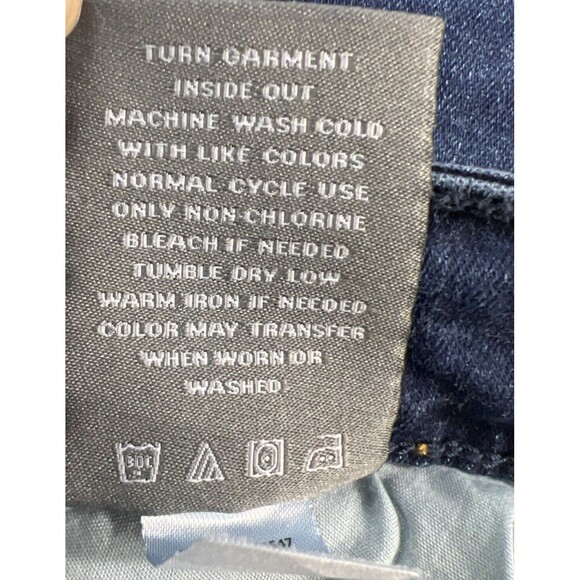 TURN GARMENT
INSIDE OUT
MACHINE WASH COLD
WITH LIKE COLORS
NORMAL CYCLE USE
ONLY NON-CHLORINE
BLEACH IF NEEDED
TUMBLE DRY LOW
WARM IRON IF NEEDED
COLOR MAY TRANSFER
WHEN WORN OR
WASHED
30C